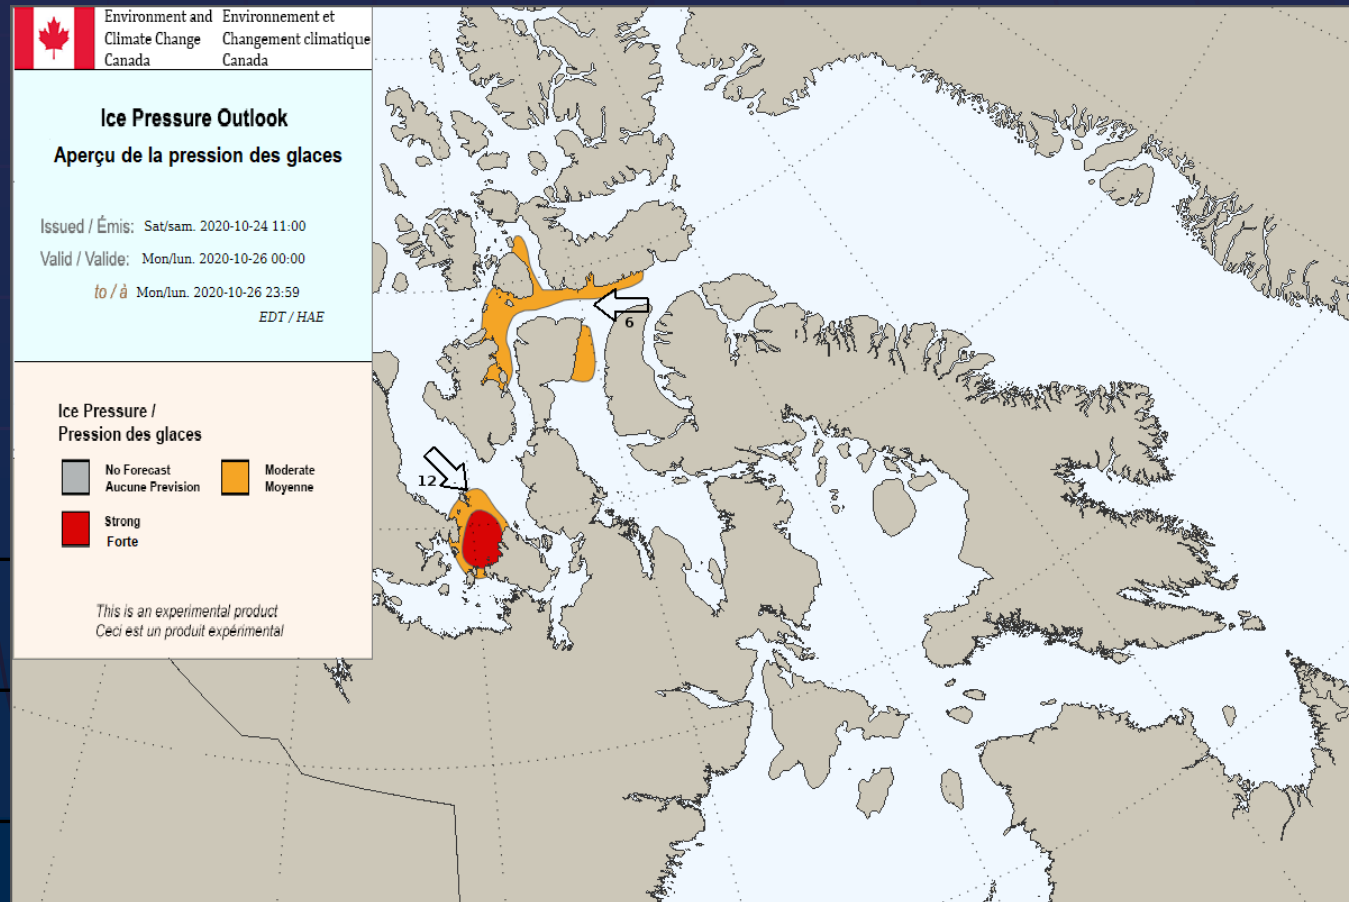 Environment and
Climate Change
Canada
Environnement et
Changement climatique
Canada
Ice Pressure Outlook
Aperçu de la pression des glaces
Issued / Émis: Sat/sam. 2020-10-24 11:00
Valid / Valide: Mon/lun. 2020-10-26 00:00
to / à Mon/lun. 2020-10-26 23:59
EDT / HAE
Ice Pressure /
Pression des glaces
No Forecast
Aucune Prevision
Moderate
Moyenne
Strong
Forte
This is an experimental product
Ceci est un produit expérimental
6
12